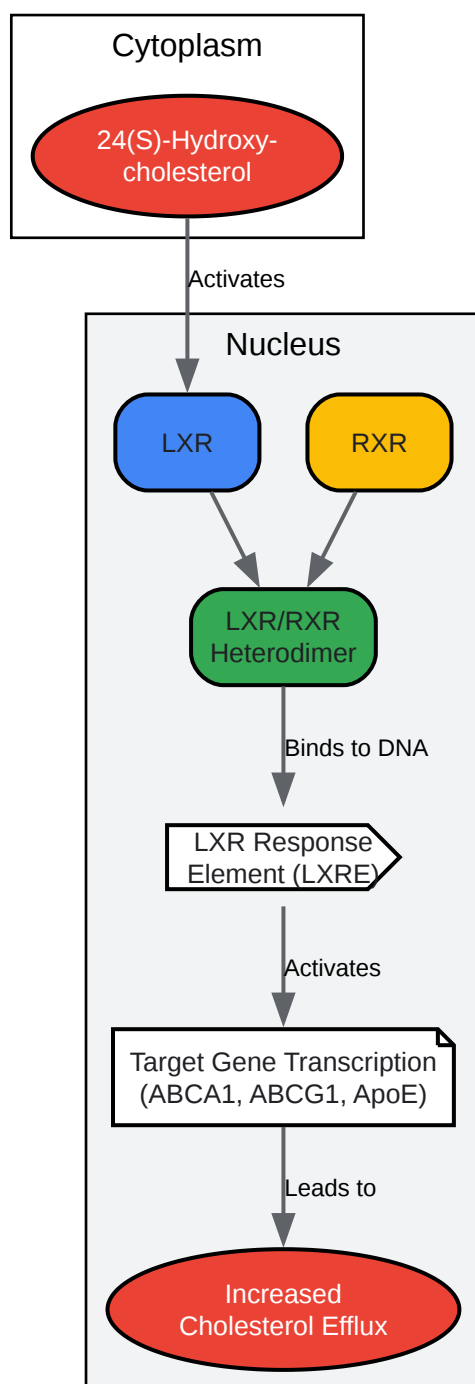 Cytoplasm
24(S)-Hydroxy-
cholesterol
Activates
Nucleus
LXR
RXR
LXR/RXR
Heterodimer
Binds to DNA
LXR Response
Element (LXRE)
Activates
Target Gene Transcription
(ABCA1, ABCG1, ApoE)
Leads to
Increased
Cholesterol Efflux